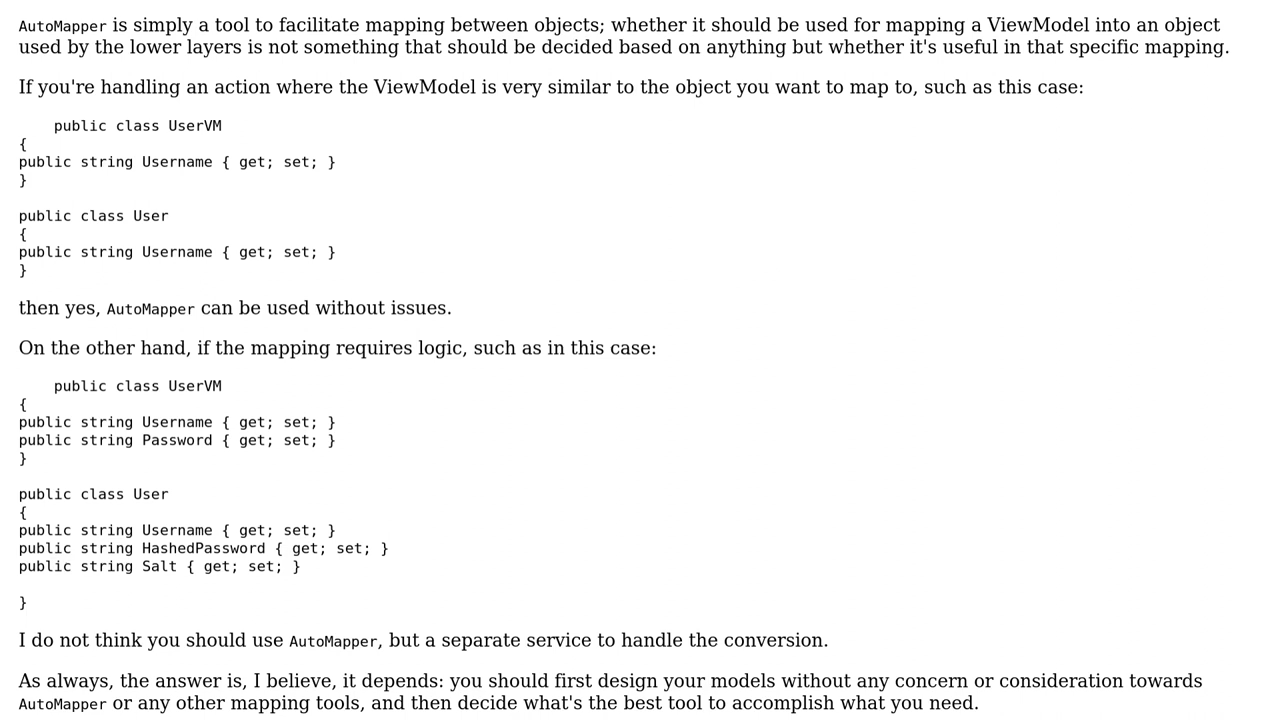 AutoMapper is simply a tool to facilitate mapping between objects; whether it should be used for mapping a ViewModel into an object
used by the lower layers is not something that should be decided based on anything but whether it's useful in that specific mapping.
If you're handling an action where the ViewModel is very similar to the object you want to map to, such as this case:
    public class UserVM
{
public string Username { get; set; }
}
public class User
{
public string Username { get; set; }
}
then yes, AutoMapper can be used without issues.
On the other hand, if the mapping requires logic, such as in this case:
    public class UserVM
{
public string Username { get; set; }
public string Password { get; set; }
}
public class User
{
public string Username { get; set; }
public string HashedPassword { get; set; }
public string Salt { get; set; }
}
I do not think you should use AutoMapper, but a separate service to handle the conversion.
As always, the answer is, I believe, it depends: you should first design your models without any concern or consideration towards
AutoMapper or any other mapping tools, and then decide what's the best tool to accomplish what you need.